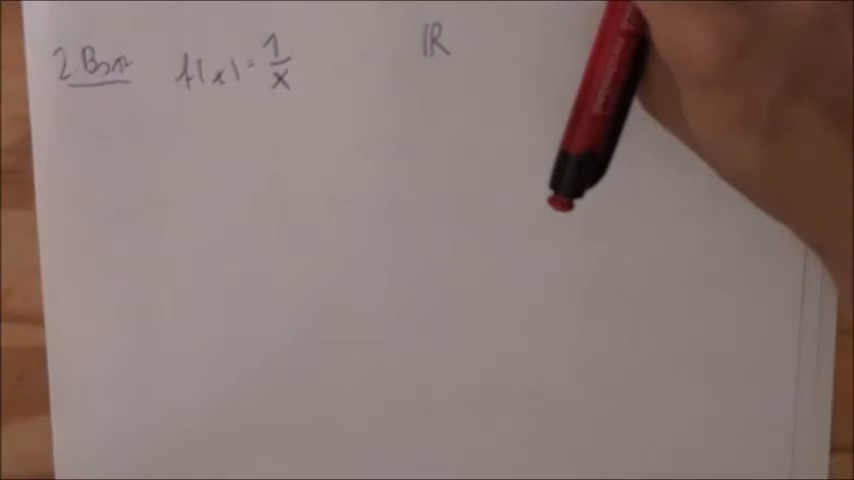 2. Bsp f(x) = 1/x ℝ